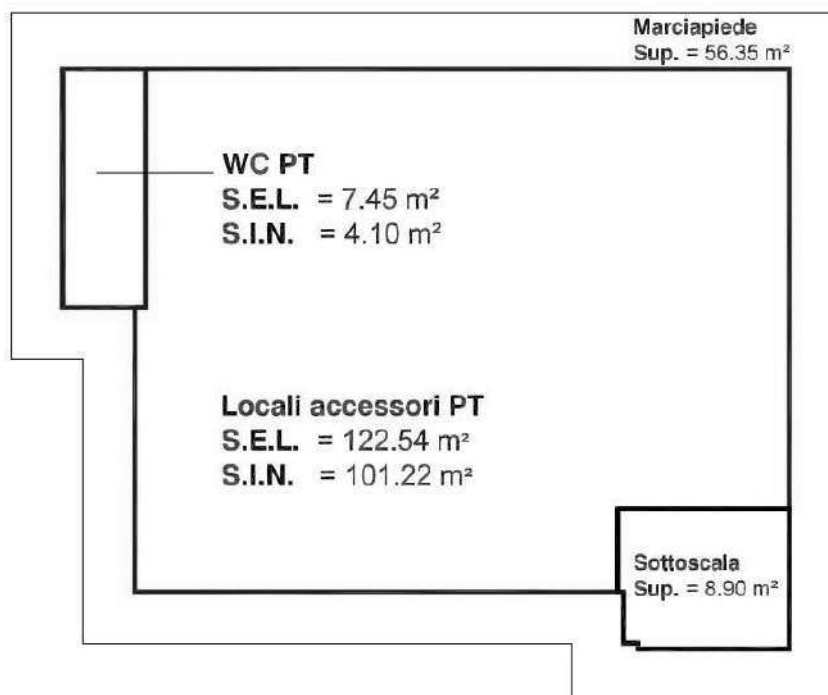 Marciapiede
Sup. = 56.35 m²
WC PT
S.E.L. = 7.45 m²
S.I.N. = 4.10 m²
Locali accessori PT
S.E.L. = 122.54 m²
S.I.N. = 101.22 m²
Sottoscala
Sup. = 8.90 m²